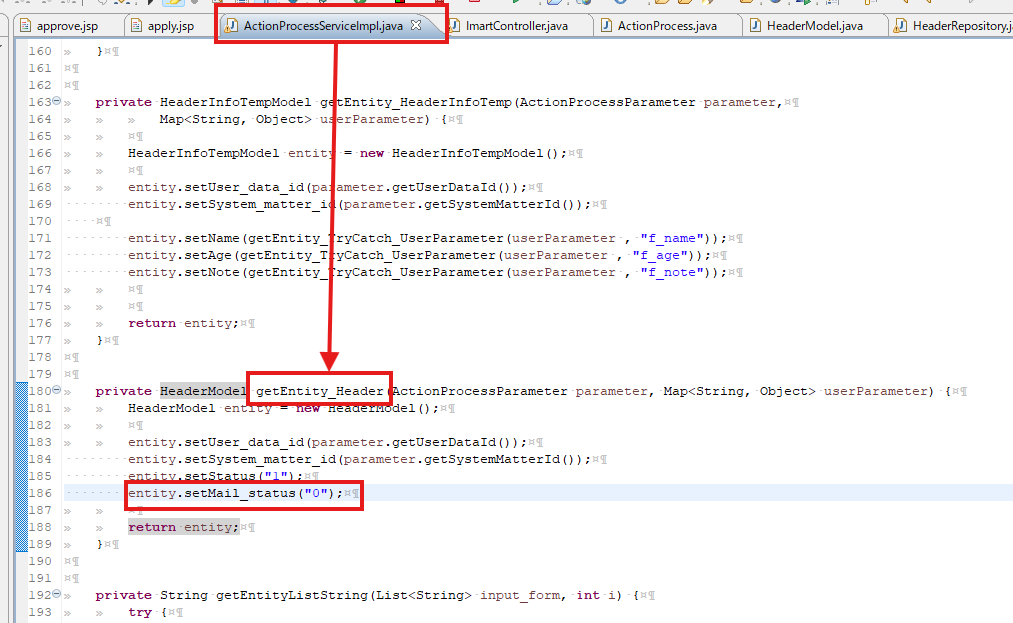 approve.jsp apply.jsp ActionProcessServiceImpl.java ImartController.java ActionProcess.java HeaderModel.java HeaderRepository.j
160 }
161
162
163 private HeaderInfoTempModel getEntity_HeaderInfoTemp(ActionProcessParameter parameter,
164 Map<String, Object> userParameter) {
165
166 HeaderInfoTempModel entity = new HeaderInfoTempModel();
167
168 entity.setUser_data_id(parameter.getUserDataId());
169 entity.setSystem_matter_id(parameter.getSystemMatterId());
170
171 entity.setName(getEntity_TryCatch_UserParameter(userParameter , "f_name"));
172 entity.setAge(getEntity_TryCatch_UserParameter(userParameter , "f_age"));
173 entity.setNote(getEntity_TryCatch_UserParameter(userParameter , "f_note"));
174
175
176 return entity;
177 }
178
179
180 private HeaderModel getEntity_Header(ActionProcessParameter parameter, Map<String, Object> userParameter) {
181 HeaderModel entity = new HeaderModel();
182
183 entity.setUser_data_id(parameter.getUserDataId());
184 entity.setSystem_matter_id(parameter.getSystemMatterId());
185 entity.setStatus("1");
186 entity.setMail_status("0");
187
188 return entity;
189 }
190
191
192 private String getEntityListString(List<String> input_form, int i) {
193 try {